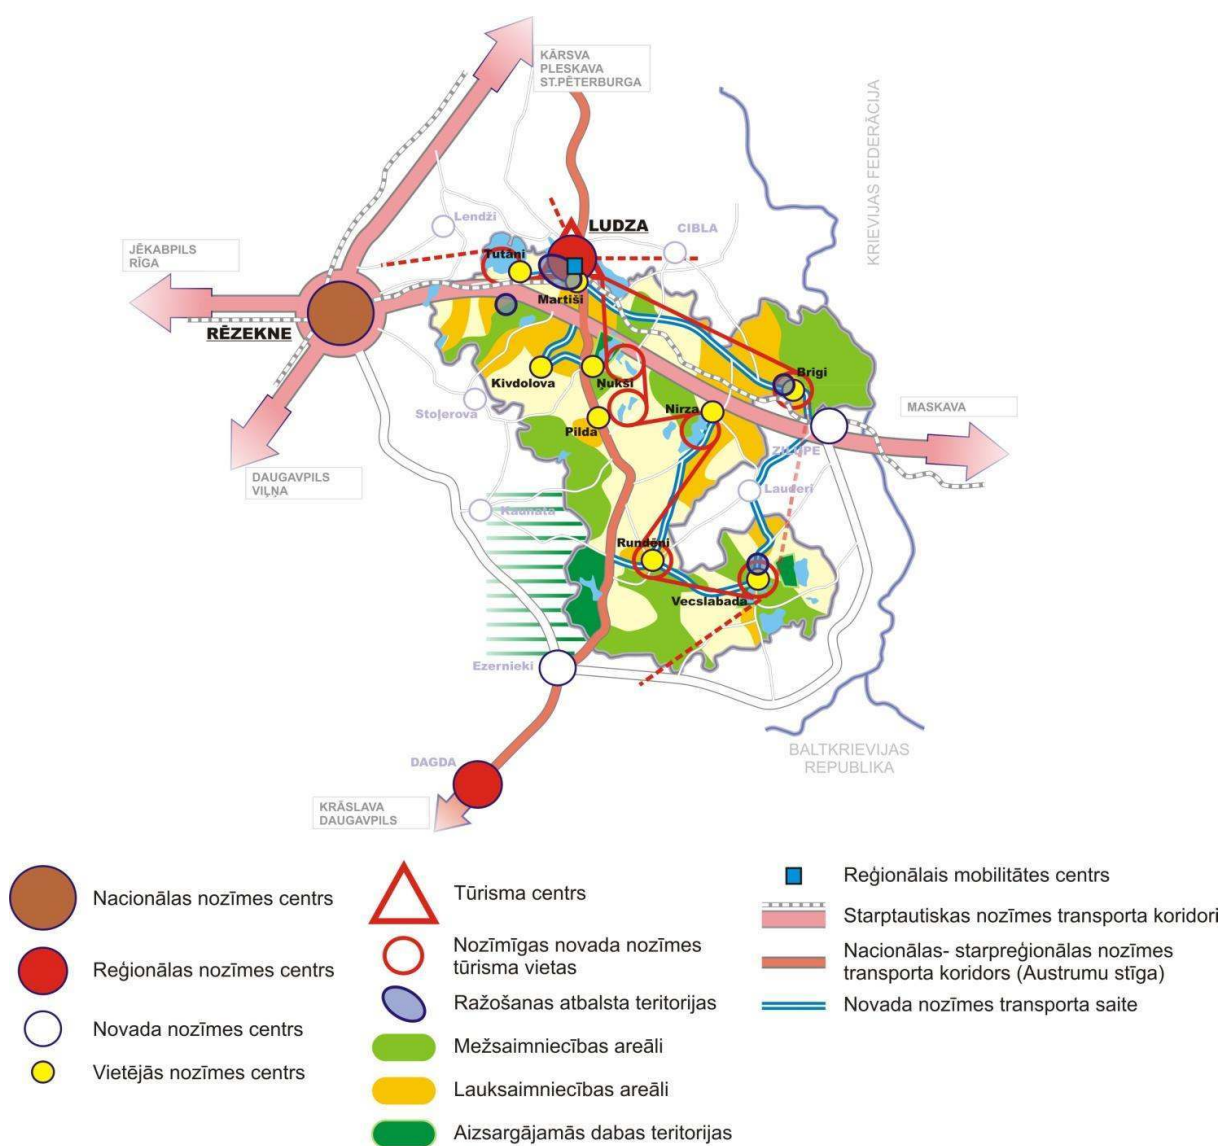 KĀRSVA
PLESKAVA
ST.PĒTERBURGA
KRIEVIJAS FEDERĀCIJA
Lendži
LUDZA
CIBLA
JĒKABPILS
RĪGA
Tutāni
Martiši
RĒZEKNE
Brigi
Kivdolova
Nukši
Stoļerova
Nirza
MASKAVA
Pilda
ZILUPE
DAUGAVPILS
VIĻŅA
Lauderi
Kaunata
Rundēni
Vecslabada
Ezernieki
BALTKRIEVIJAS
REPUBLIKA
DAGDA
KRĀSLAVA
DAUGAVPILS
Nacionālas nozīmes centrs
Reģionālas nozīmes centrs
Novada nozīmes centrs
Vietējās nozīmes centrs
Tūrisma centrs
Nozīmīgas novada nozīmes
tūrisma vietas
Ražošanas atbalsta teritorijas
Mežsaimniecības areāli
Lauksaimniecības areāli
Aizsargājamās dabas teritorijas
Reģionālais mobilitātes centrs
Starptautiskas nozīmes transporta koridori
Nacionālas- starpreģionālas nozīmes
transporta koridors (Austrumu stīga)
Novada nozīmes transporta saite